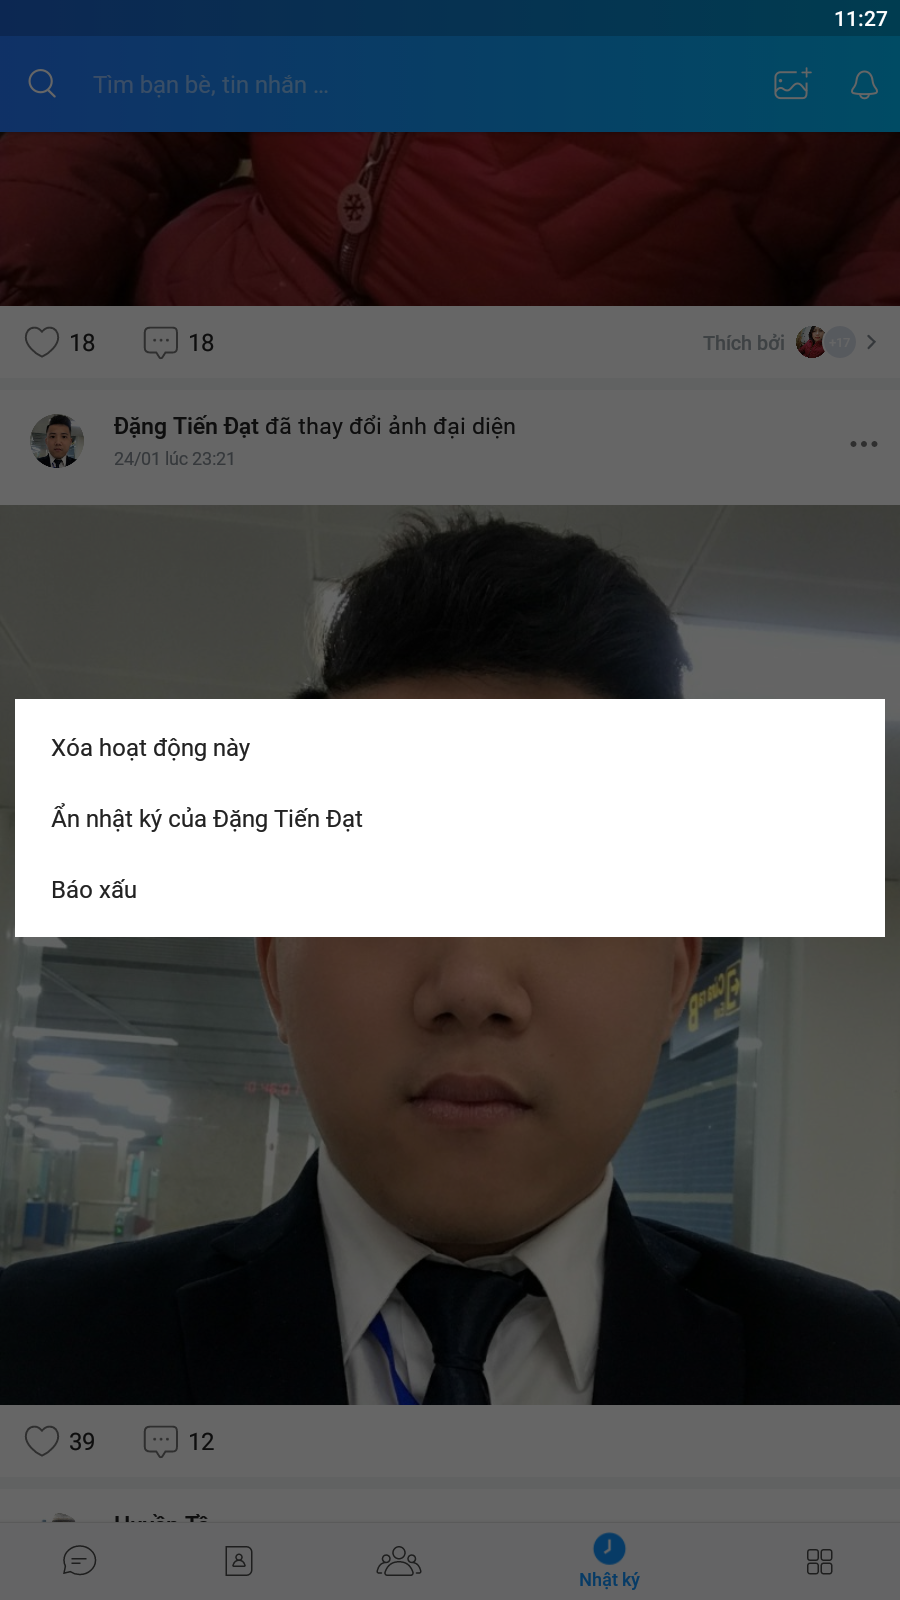 11:27
Tìm bạn bè, tin nhắn ...
18
18
Thích bởi
+17
Đặng Tiến Đạt đã thay đổi ảnh đại diện
24/01 lúc 23:21
Xóa hoạt động này
Ẩn nhật ký của Đặng Tiến Đạt
Báo xấu
39
12
Nhật ký